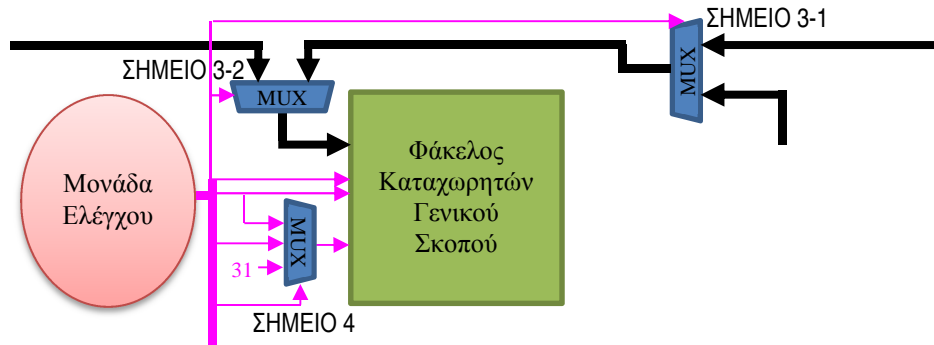 ΣΗΜΕΙΟ 3-1
ΣΗΜΕΙΟ 3-2
MUX
MUX
Μονάδα
Ελέγχου
Φάκελος
Καταχωρητών
Γενικού
Σκοπού
MUX
31
ΣΗΜΕΙΟ 4